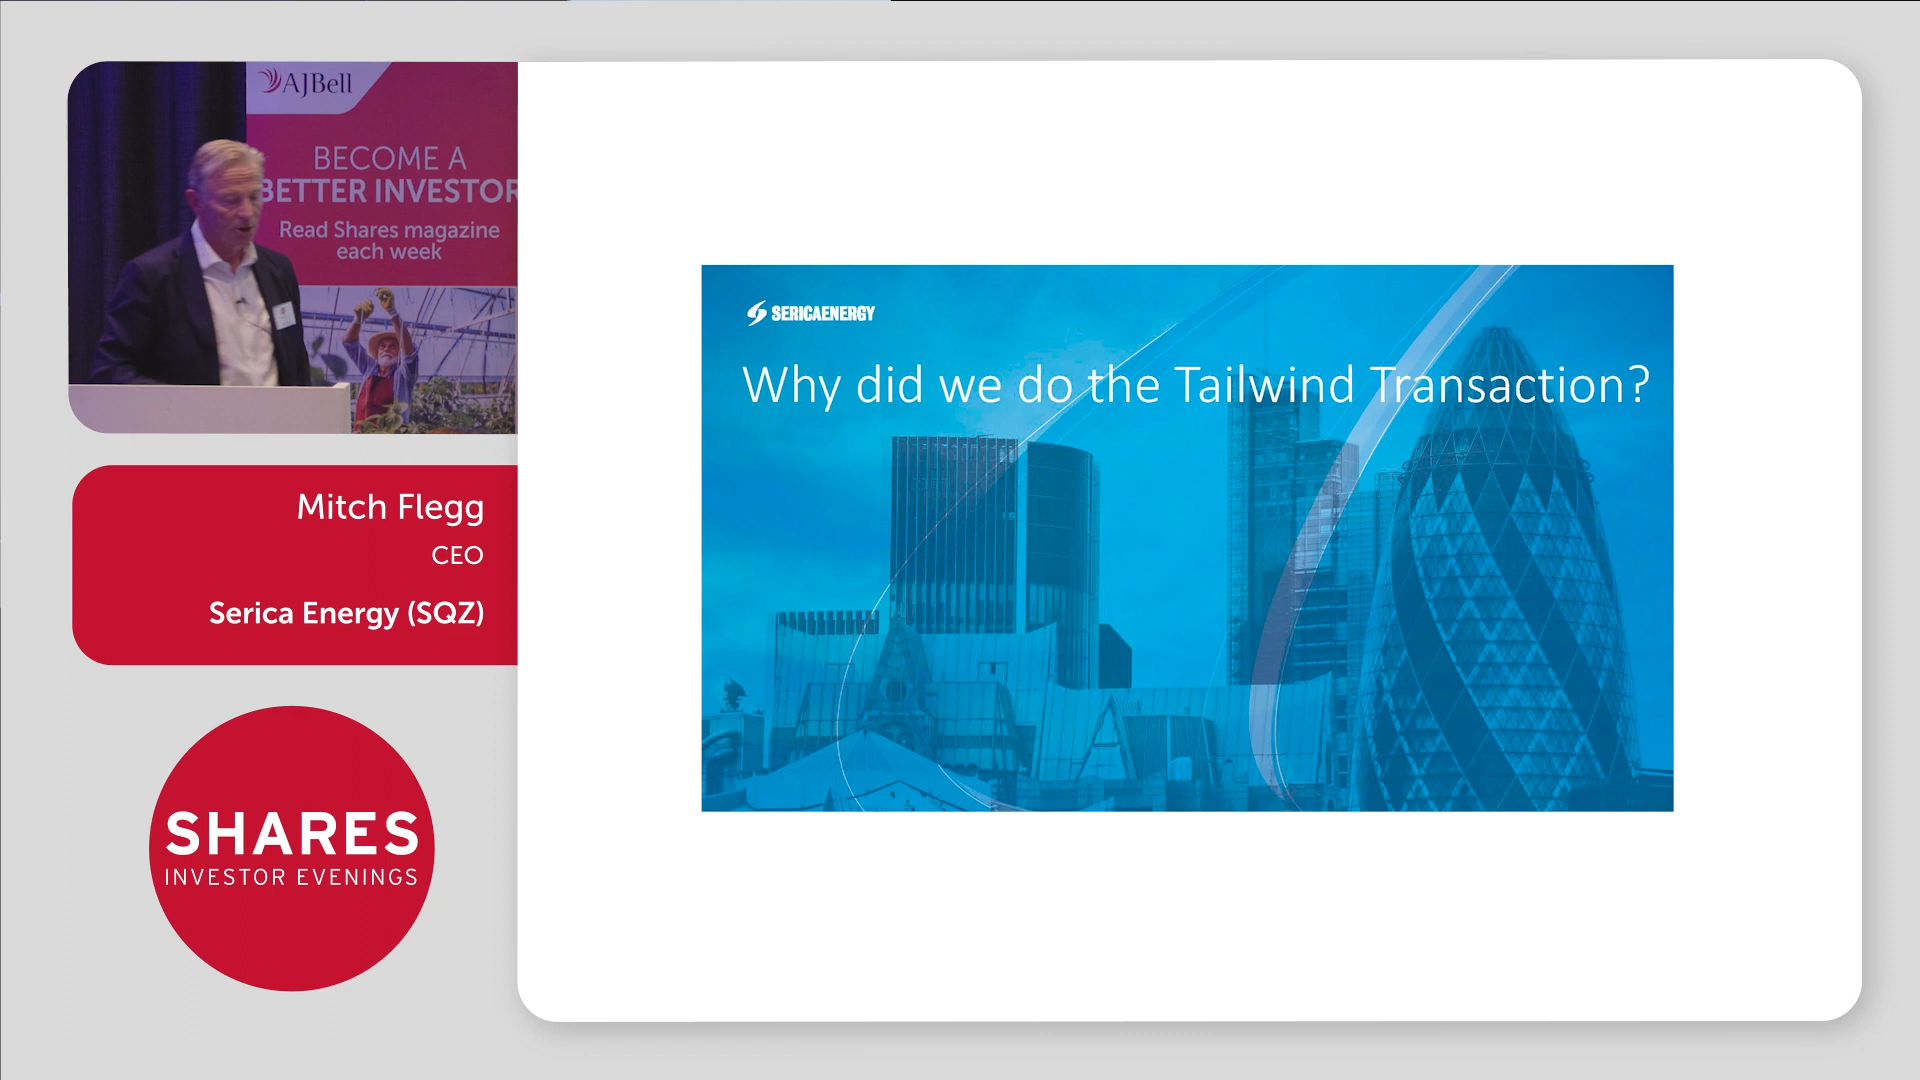 AJBell
BECOME A
BETTER INVESTOR
Read Shares magazine
each week
Mitch Flegg
CEO
Serica Energy (SQZ)
SHARES
INVESTOR EVENINGS
SERICAENERGY
Why did we do the Tailwind Transaction?